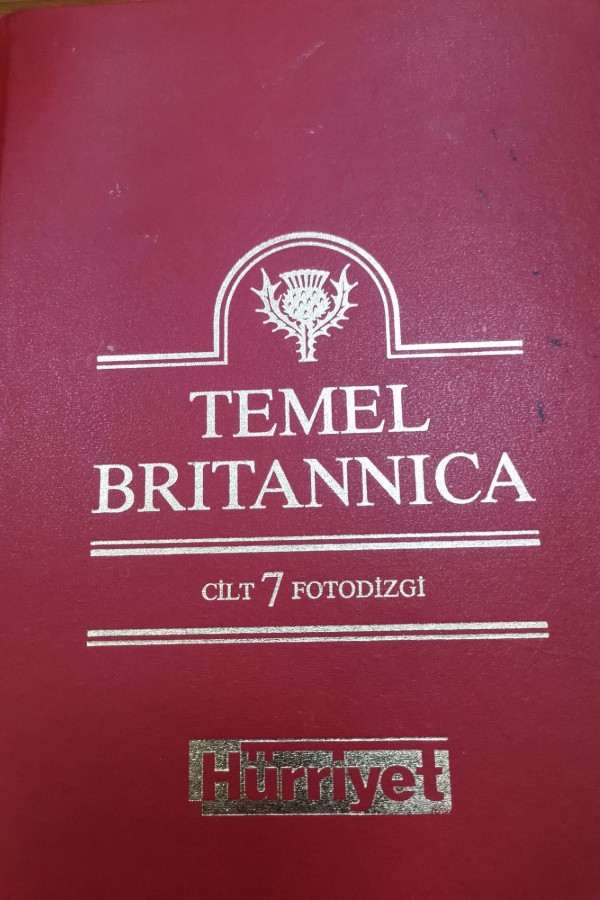 TEMEL
BRITANNICA
CİLT 7 FOTODİZGİ
Hürriyet